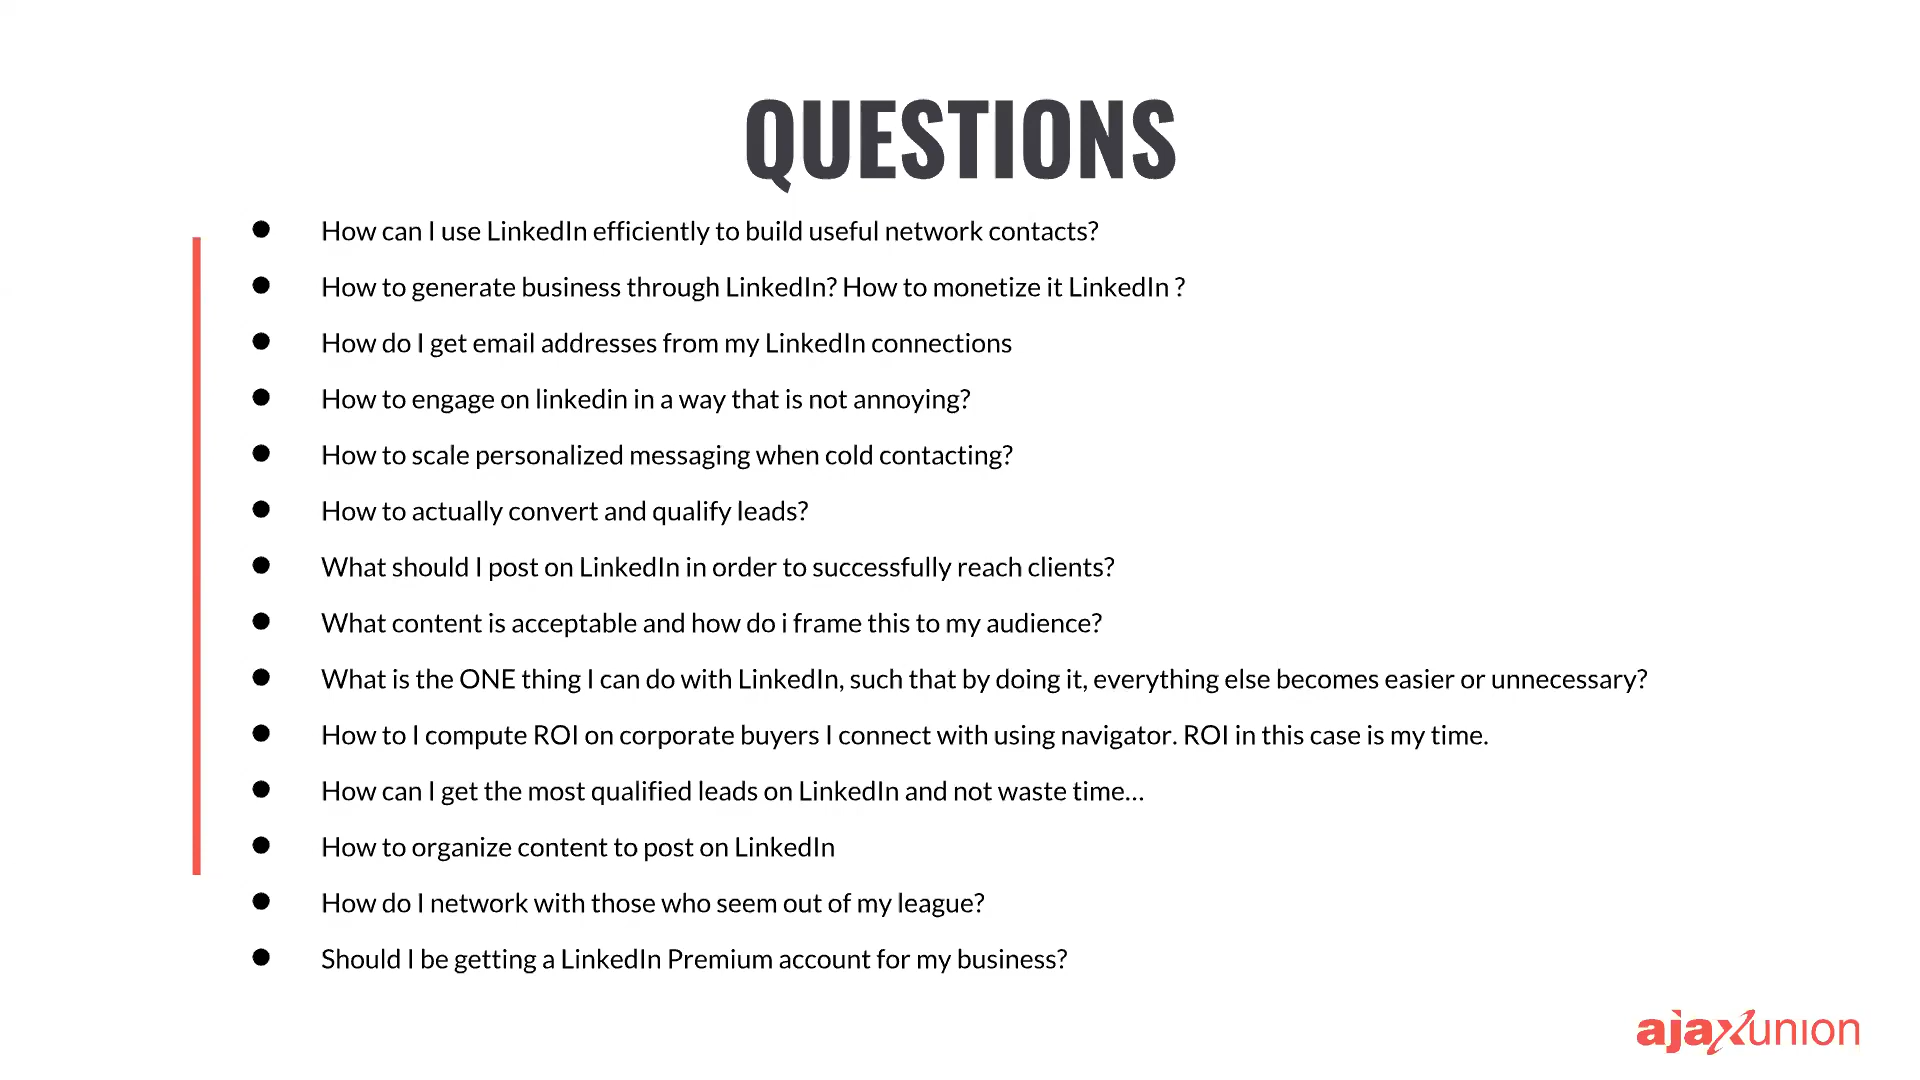 QUESTIONS
● How can I use LinkedIn efficiently to build useful network contacts?
● How to generate business through LinkedIn? How to monetize it LinkedIn ?
● How do I get email addresses from my LinkedIn connections
● How to engage on linkedin in a way that is not annoying?
● How to scale personalized messaging when cold contacting?
● How to actually convert and qualify leads?
● What should I post on LinkedIn in order to successfully reach clients?
● What content is acceptable and how do i frame this to my audience?
● What is the ONE thing I can do with LinkedIn, such that by doing it, everything else becomes easier or unnecessary?
● How to I compute ROI on corporate buyers I connect with using navigator. ROI in this case is my time.
● How can I get the most qualified leads on LinkedIn and not waste time...
● How to organize content to post on LinkedIn
● How do I network with those who seem out of my league?
● Should I be getting a LinkedIn Premium account for my business?
ajaxunion